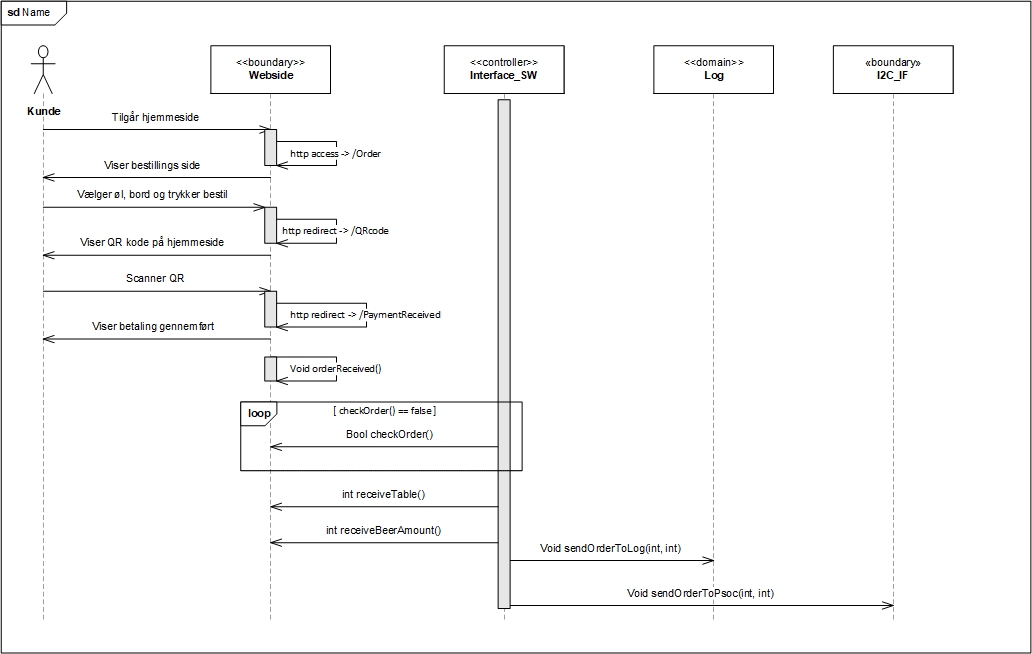 sd Name
<<boundary>>
Webside
<<controller>>
Interface_SW
<<domain>>
Log
«boundary»
I2C_IF
Kunde
Tilgår hjemmeside
http access -> /Order
Viser bestillings side
Vælger øl, bord og trykker bestil
http redirect -> /QRcode
Viser QR kode på hjemmeside
Scanner QR
http redirect -> /PaymentReceived
Viser betaling gennemført
Void orderReceived()
loop
[ checkOrder() == false ]
Bool checkOrder()
int receiveTable()
int receiveBeerAmount()
Void sendOrderToLog(int, int)
Void sendOrderToPsoc(int, int)